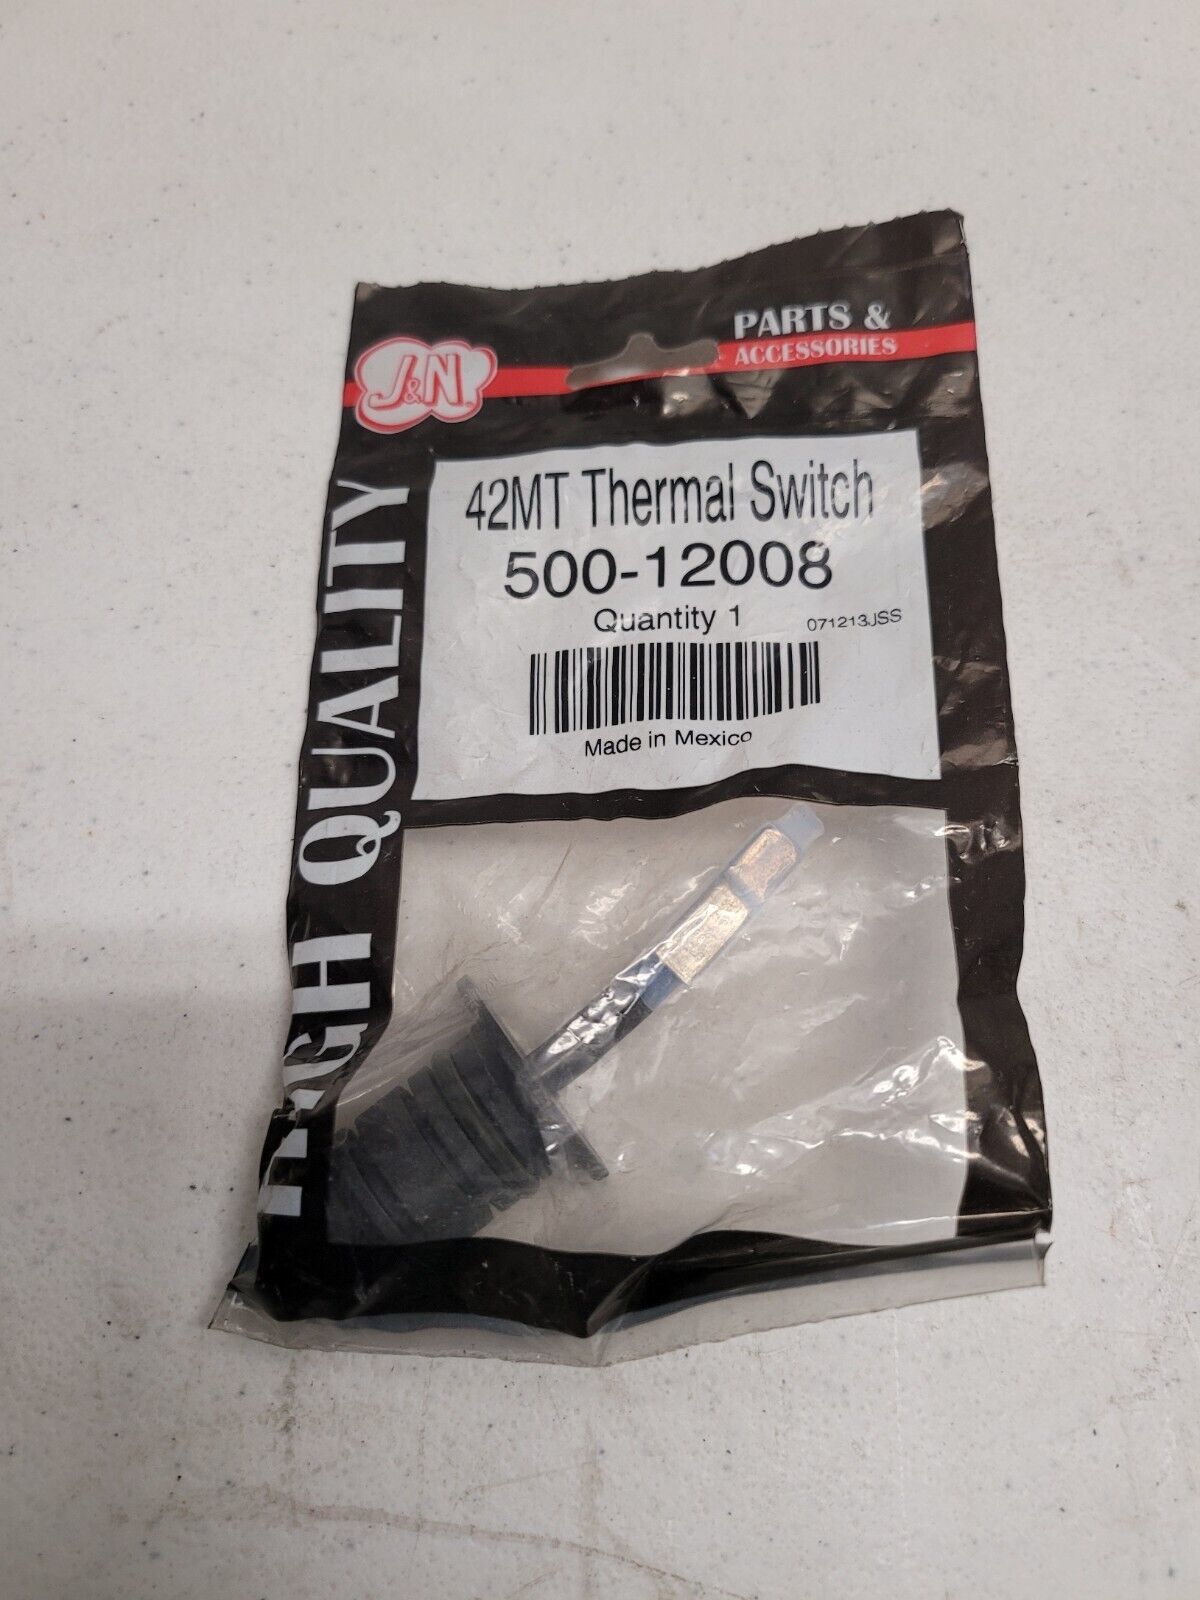 J&N®
PARTS &
ACCESSORIES
42MT Thermal Switch
500-12008
Quantity 1
071213JSS
Made in Mexico
HIGH QUALITY